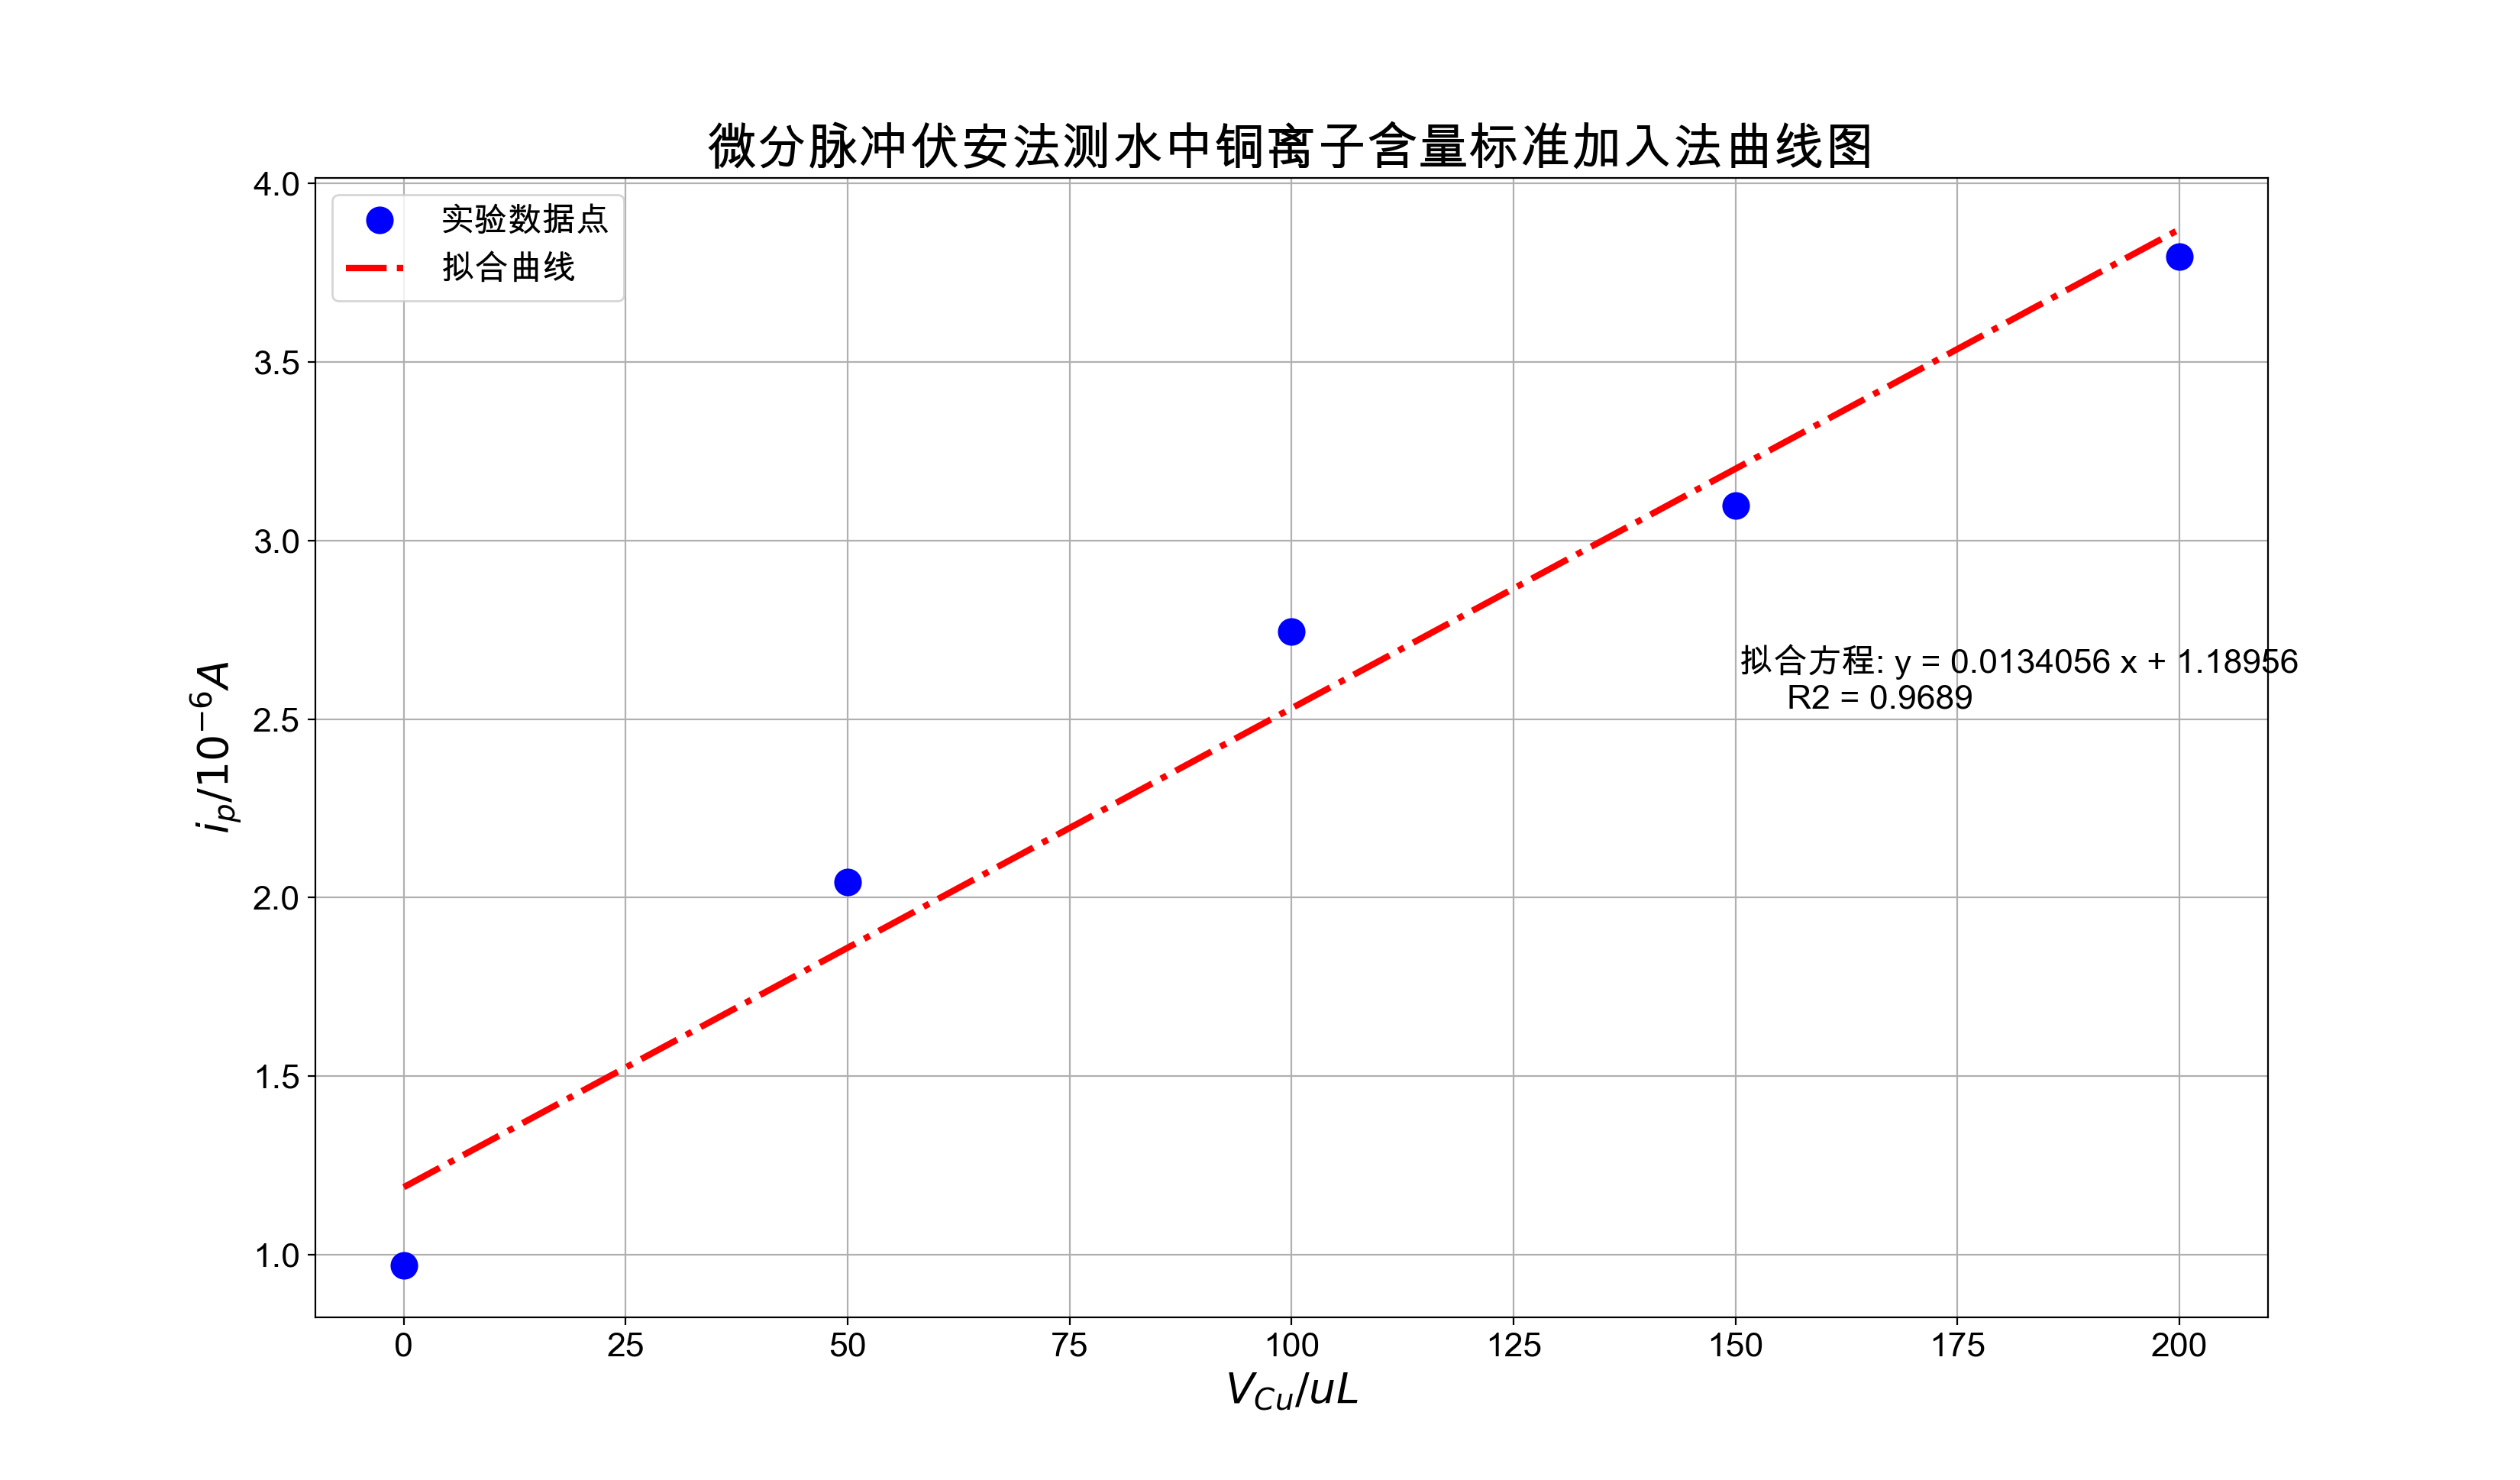 微分脉冲伏安法测水中铜离子含量标准加入法曲线图
实验数据点
拟合曲线
4.0
3.5
3.0
2.5
2.0
1.5
1.0
i_p/10^{-6}A
拟合方程: y = 0.0134056 x + 1.18956
R2 = 0.9689
0 25 50 75 100 125 150 175 200
V_{Cu}/uL